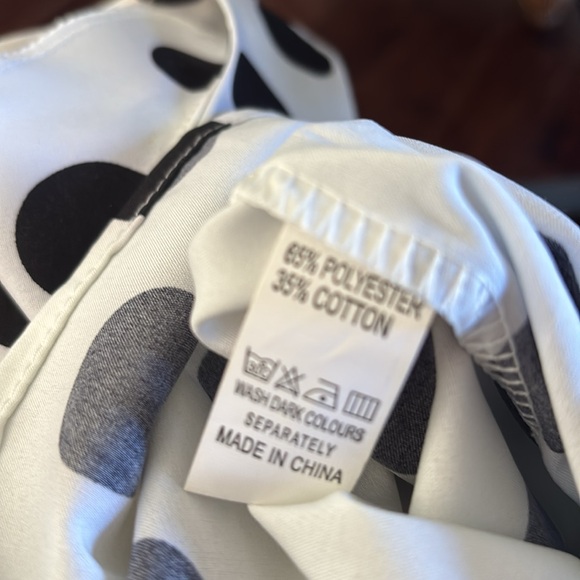 65% POLYESTER
35% COTTON
WASH DARK COLOURS
SEPARATELY
MADE IN CHINA